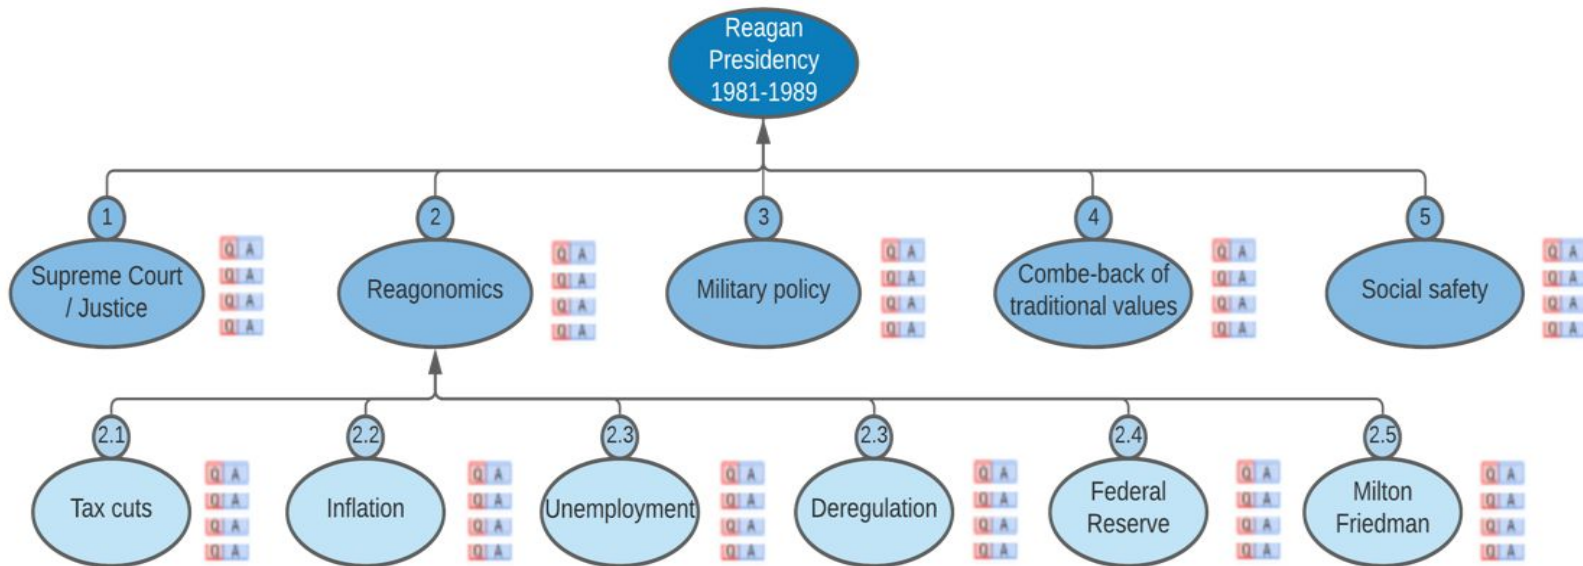 Reagan
Presidency
1981-1989
1
2
3
4
5
Supreme Court
/ Justice
Q A
Q A
Q A
Q A
Reagonomics
Q A
Q A
Q A
Q A
Military policy
Q A
Q A
Q A
Q A
Combe-back of
traditional values
Q A
Q A
Q A
Q A
Social safety
Q A
Q A
Q A
Q A
2.1
2.2
2.3
2.3
2.4
2.5
Tax cuts
Q A
Q A
Q A
Q A
Inflation
Q A
Q A
Q A
Q A
Unemployment
Q A
Q A
Q A
Q A
Deregulation
Q A
Q A
Q A
Q A
Federal
Reserve
Q A
Q A
Q A
Q A
Milton
Friedman
Q A
Q A
Q A
Q A